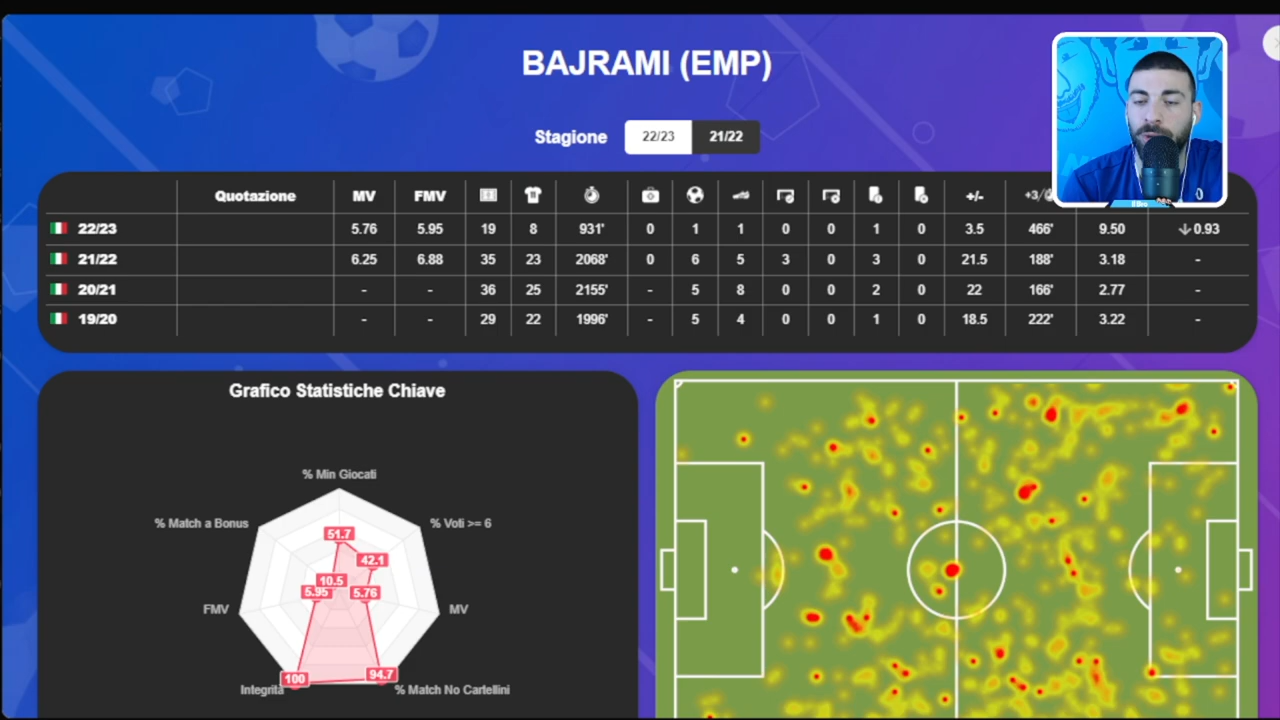 BAJRAMI (EMP)
Stagione 22/23 21/22
Quotazione MV FMV +/- +3/
22/23 5.76 5.95 19 8 931' 0 1 1 0 0 1 0 3.5 466' 9.50 ↓0.93
21/22 6.25 6.88 35 23 2068' 0 6 5 3 0 3 0 21.5 188' 3.18 -
20/21 - - 36 25 2155' - 5 8 0 0 2 0 22 166' 2.77 -
19/20 - - 29 22 1996' - 5 4 0 0 1 0 18.5 222' 3.22 -
Grafico Statistiche Chiave
% Min Giocati
% Match a Bonus % Voti >= 6
51.7
42.1
10.5
5.95 5.76
FMV MV
100 94.7
Integrità % Match No Cartellini